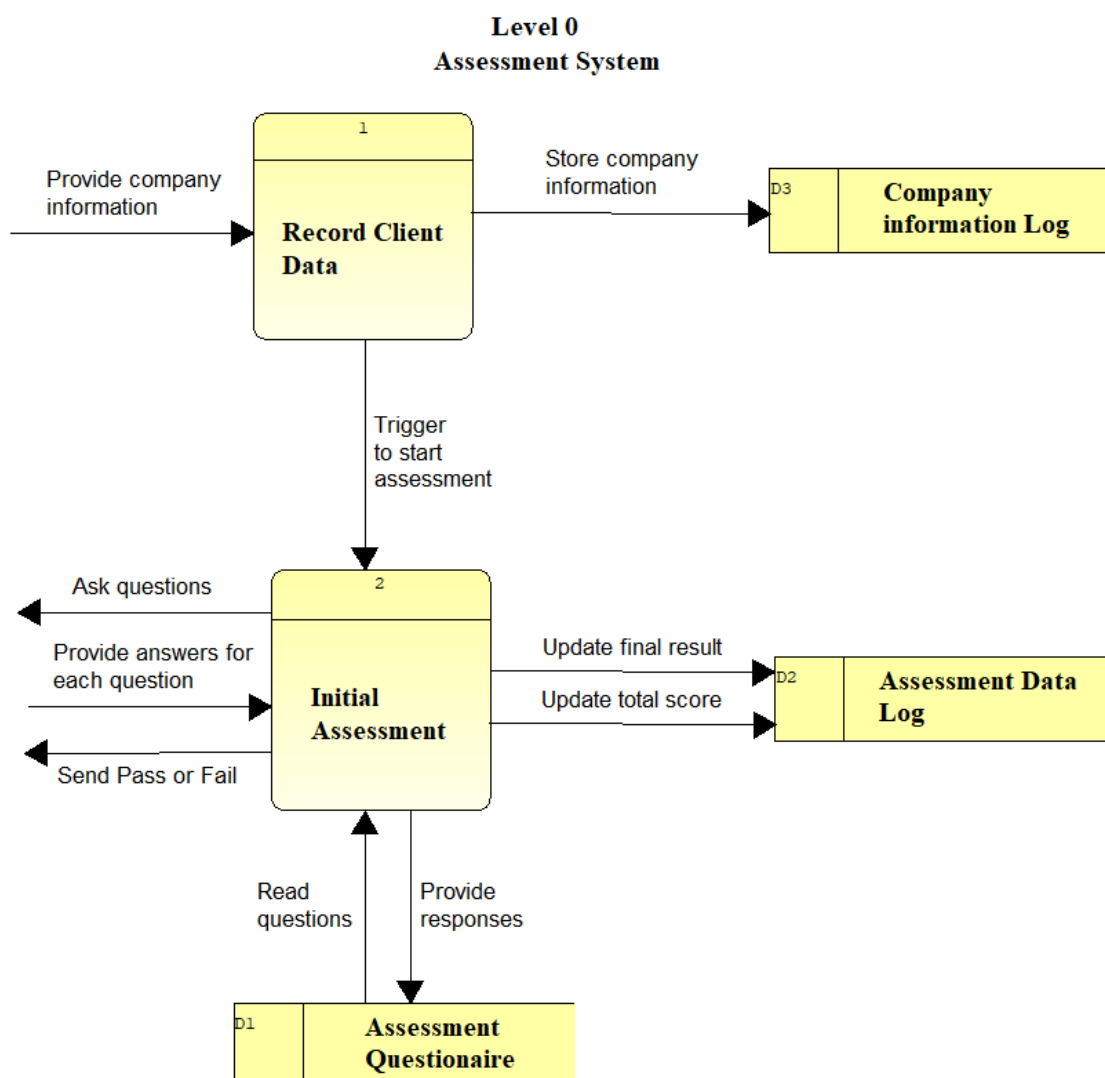 Level 0
Assessment System
1
Provide company
information
Record Client
Data
Store company
information
D3
Company
information Log
Trigger
to start
assessment
2
Ask questions
Provide answers for
each question
Send Pass or Fail
Initial
Assessment
Update final result
Update total score
D2
Assessment Data
Log
Read
questions
Provide
responses
D1
Assessment
Questionaire